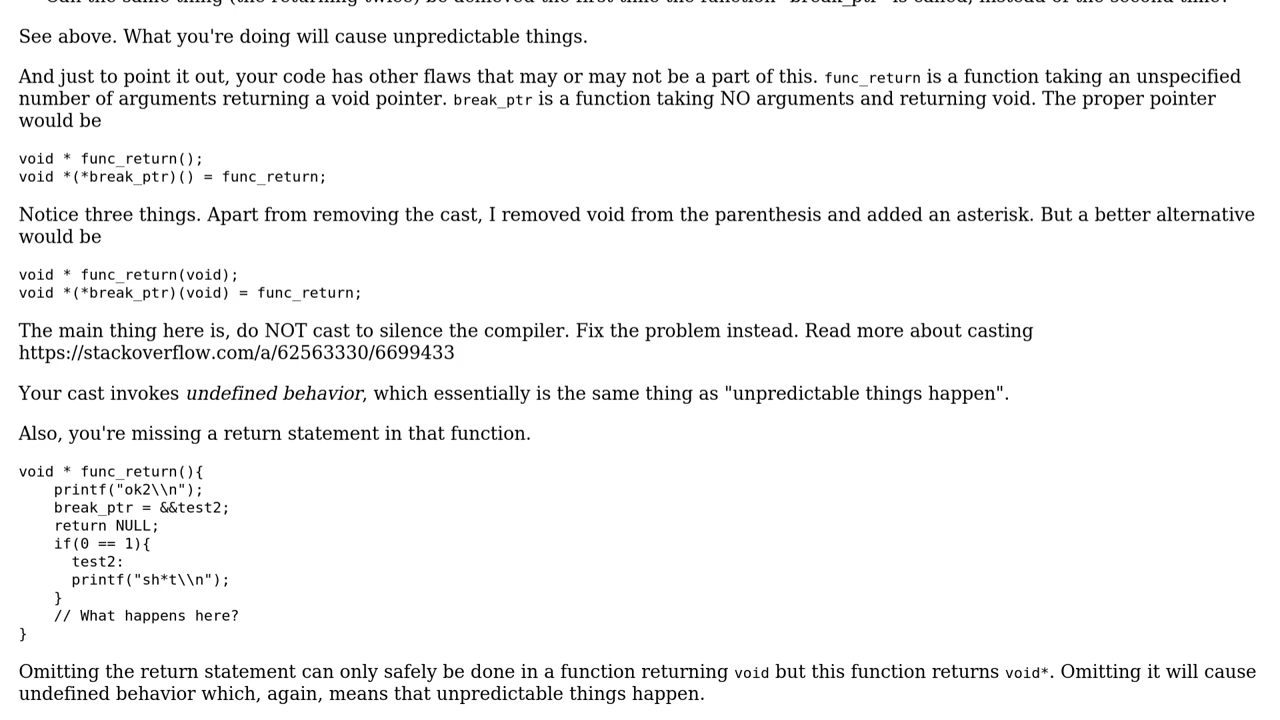 See above. What you're doing will cause unpredictable things.
And just to point it out, your code has other flaws that may or may not be a part of this. func_return is a function taking an unspecified
number of arguments returning a void pointer. break_ptr is a function taking NO arguments and returning void. The proper pointer
would be
void * func_return();
void *(*break_ptr)() = func_return;
Notice three things. Apart from removing the cast, I removed void from the parenthesis and added an asterisk. But a better alternative
would be
void * func_return(void);
void *(*break_ptr)(void) = func_return;
The main thing here is, do NOT cast to silence the compiler. Fix the problem instead. Read more about casting
https://stackoverflow.com/a/62563330/6699433
Your cast invokes undefined behavior, which essentially is the same thing as "unpredictable things happen".
Also, you're missing a return statement in that function.
void * func_return(){
    printf("ok2\\n");
    break_ptr = &&test2;
    return NULL;
    if(0 == 1){
      test2:
      printf("sh*t\\n");
    }
    // What happens here?
}
Omitting the return statement can only safely be done in a function returning void but this function returns void*. Omitting it will cause
undefined behavior which, again, means that unpredictable things happen.